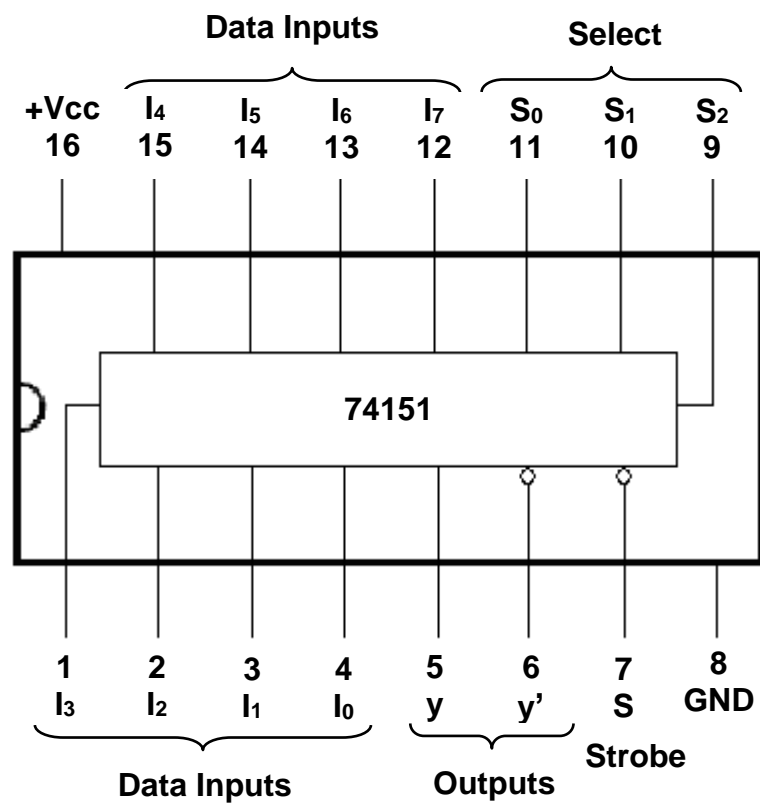 Data Inputs Select
+Vcc I4 I5 I6 I7 S0 S1 S2
16 15 14 13 12 11 10 9
74151
1 2 3 4 5 6 7 8
I3 I2 I1 I0 y y’ S GND
Strobe
Data Inputs Outputs